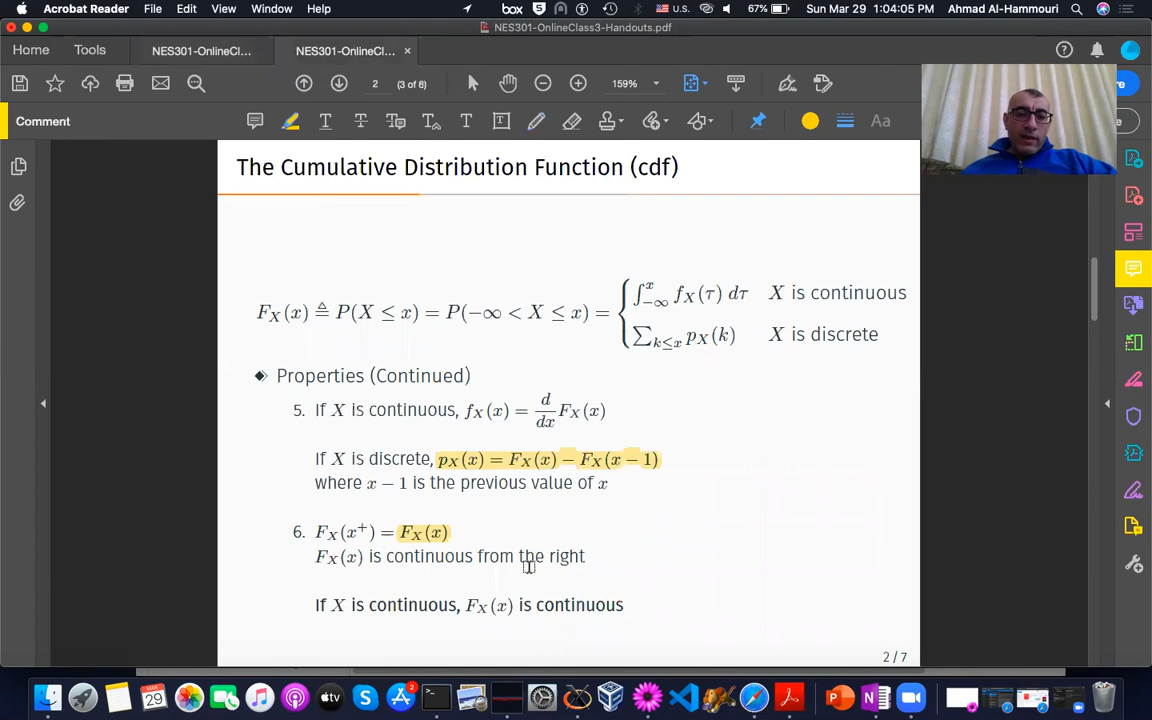 Acrobat Reader File Edit View Window Help box U.S. 67% Sun Mar 29 1:04:05 PM Ahmad Al-Hammouri
NES301-OnlineClass3-Handouts.pdf
Home Tools NES301-OnlineCl... NES301-OnlineCl... ×
2 (3 of 8) 159%
Comment Aa
The Cumulative Distribution Function (cdf)
F_X(x) ≜ P(X ≤ x) = P(−∞ < X ≤ x) = { ∫_{−∞}^{x} f_X(τ) dτ X is continuous
∑_{k≤x} p_X(k) X is discrete
Properties (Continued)
5. If X is continuous, f_X(x) = d/dx F_X(x)
If X is discrete, p_X(x) = F_X(x) − F_X(x − 1)
where x − 1 is the previous value of x
6. F_X(x⁺) = F_X(x)
F_X(x) is continuous from the right
If X is continuous, F_X(x) is continuous
2 / 7